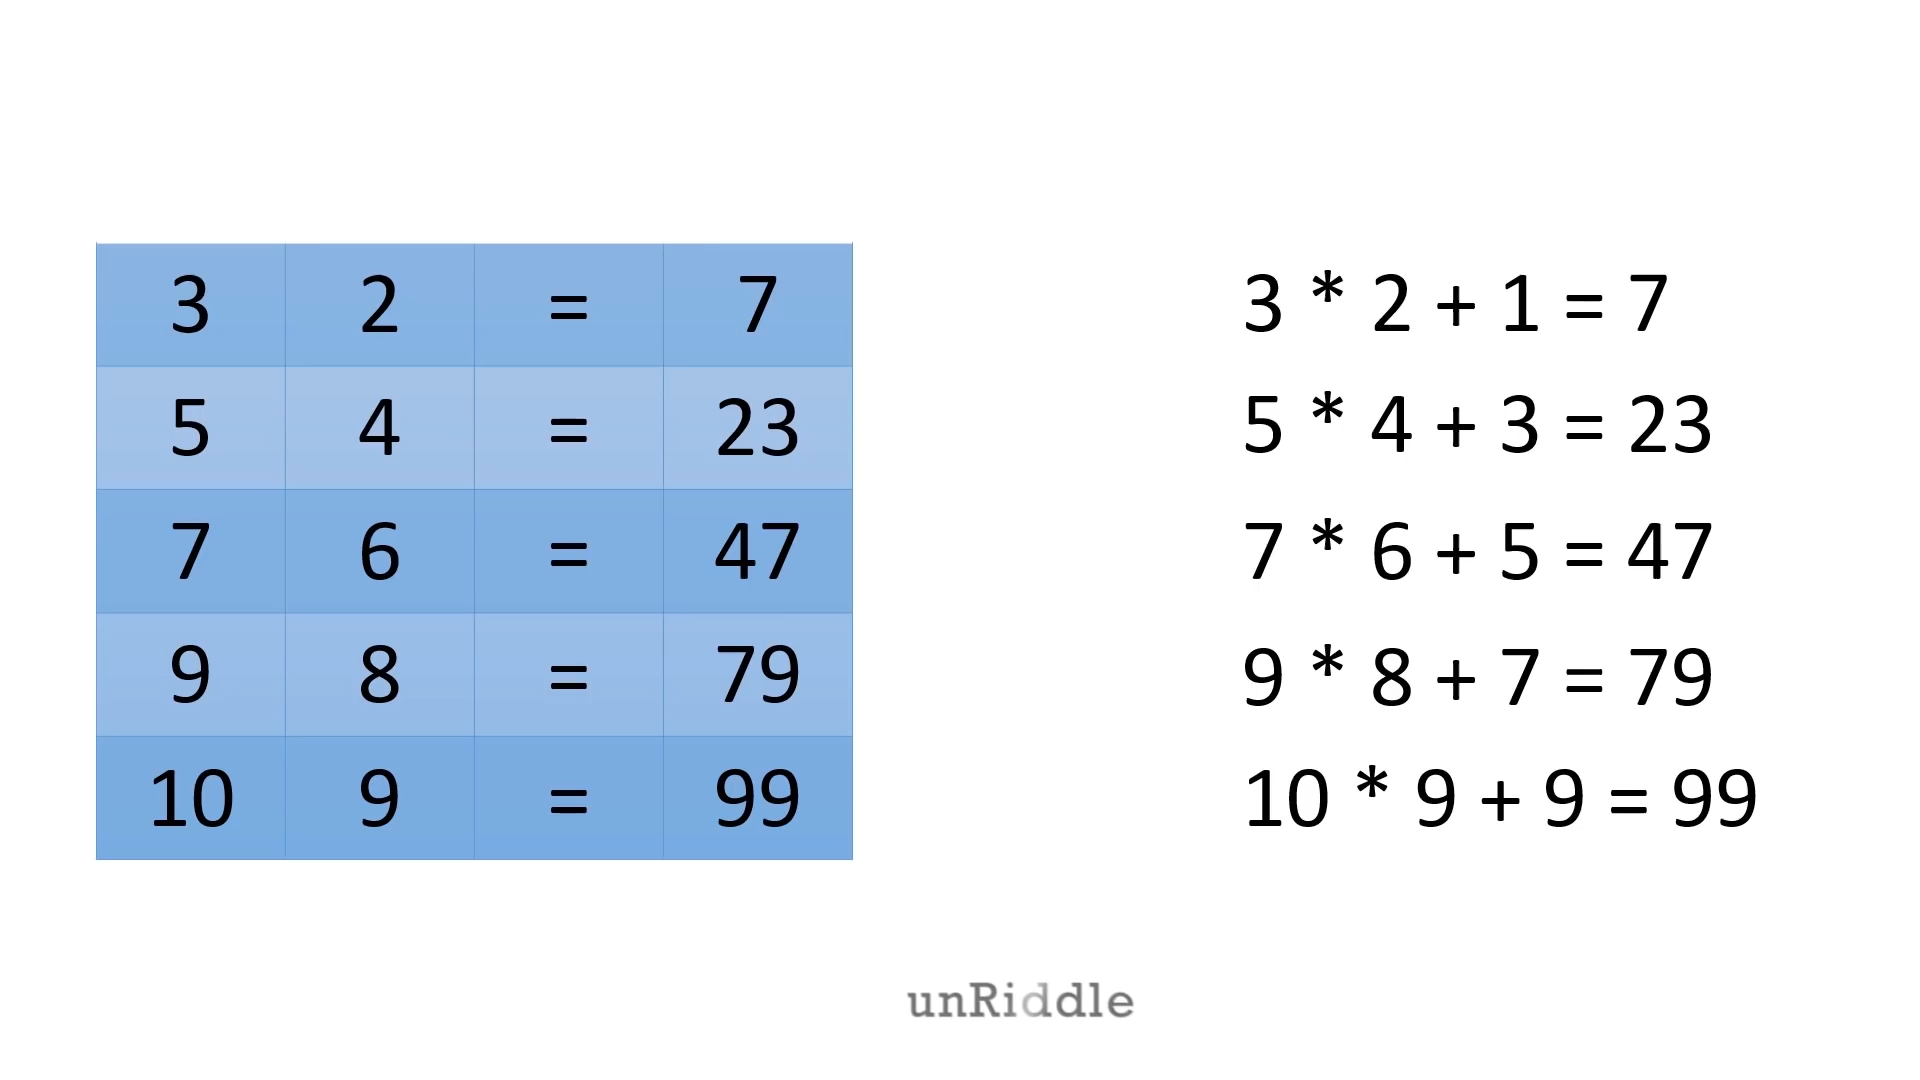 3 2 = 7
5 4 = 23
7 6 = 47
9 8 = 79
10 9 = 99
3 * 2 + 1 = 7
5 * 4 + 3 = 23
7 * 6 + 5 = 47
9 * 8 + 7 = 79
10 * 9 + 9 = 99
unRiddle